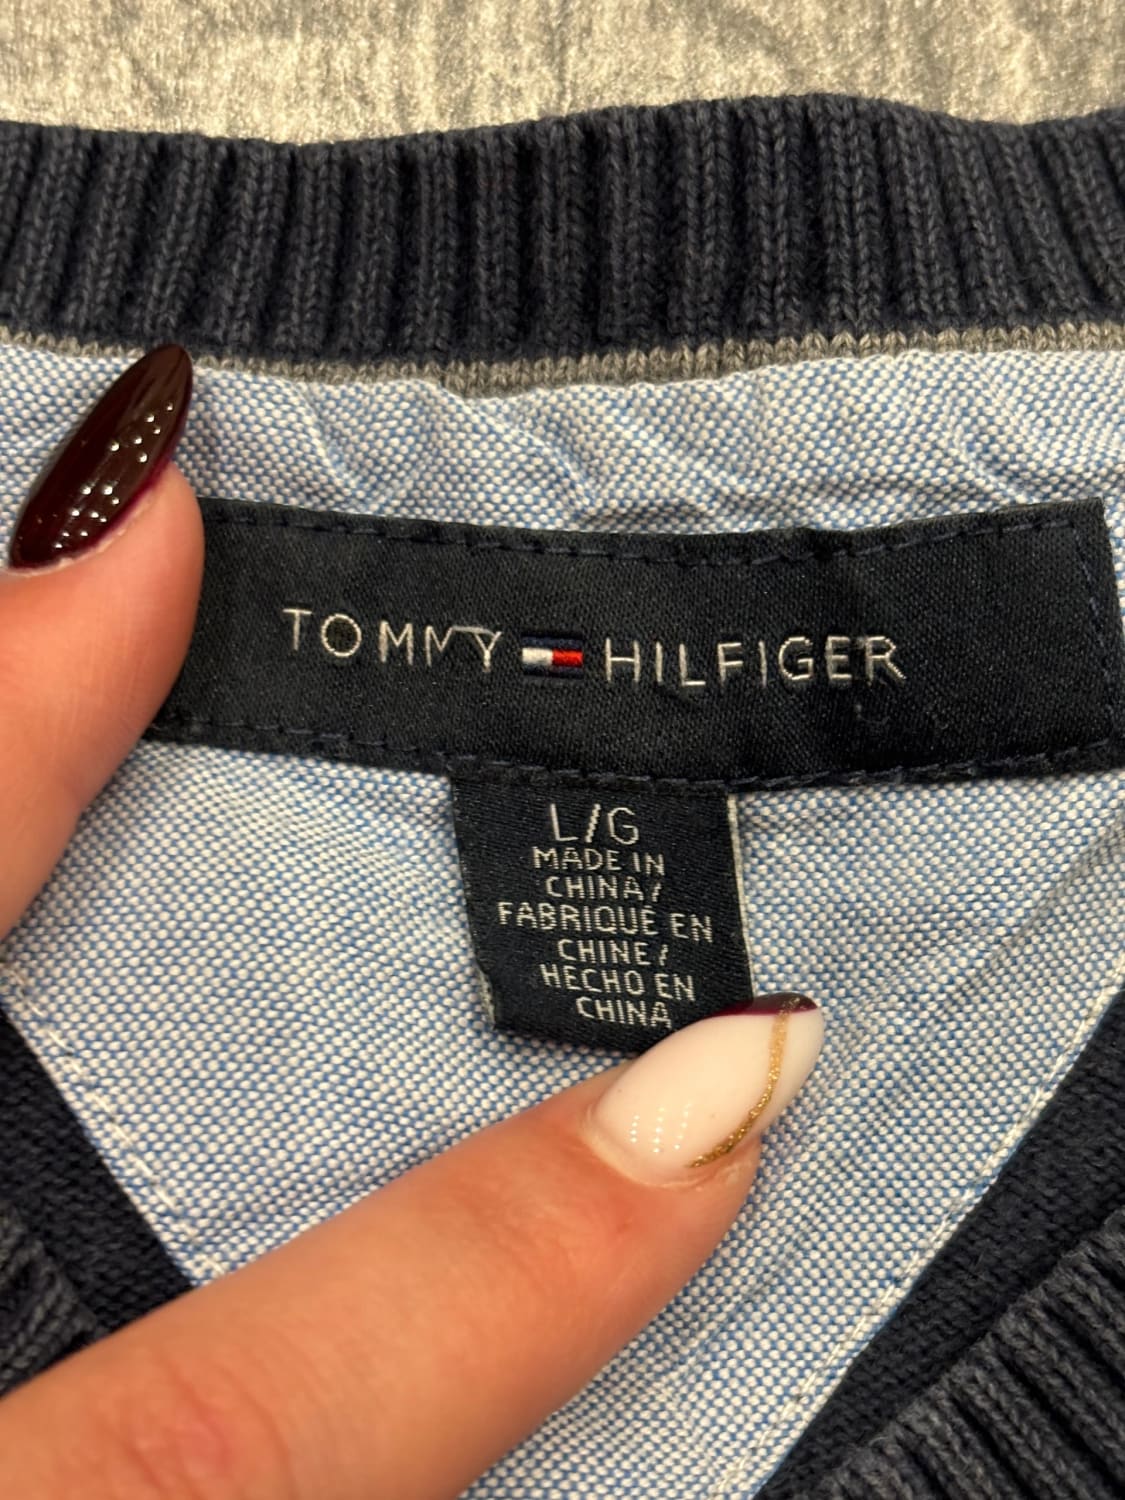 TOMMY HILFIGER
L/G
MADE IN
CHINA/
FABRIQUÉ EN
CHINE/
HECHO EN
CHINA